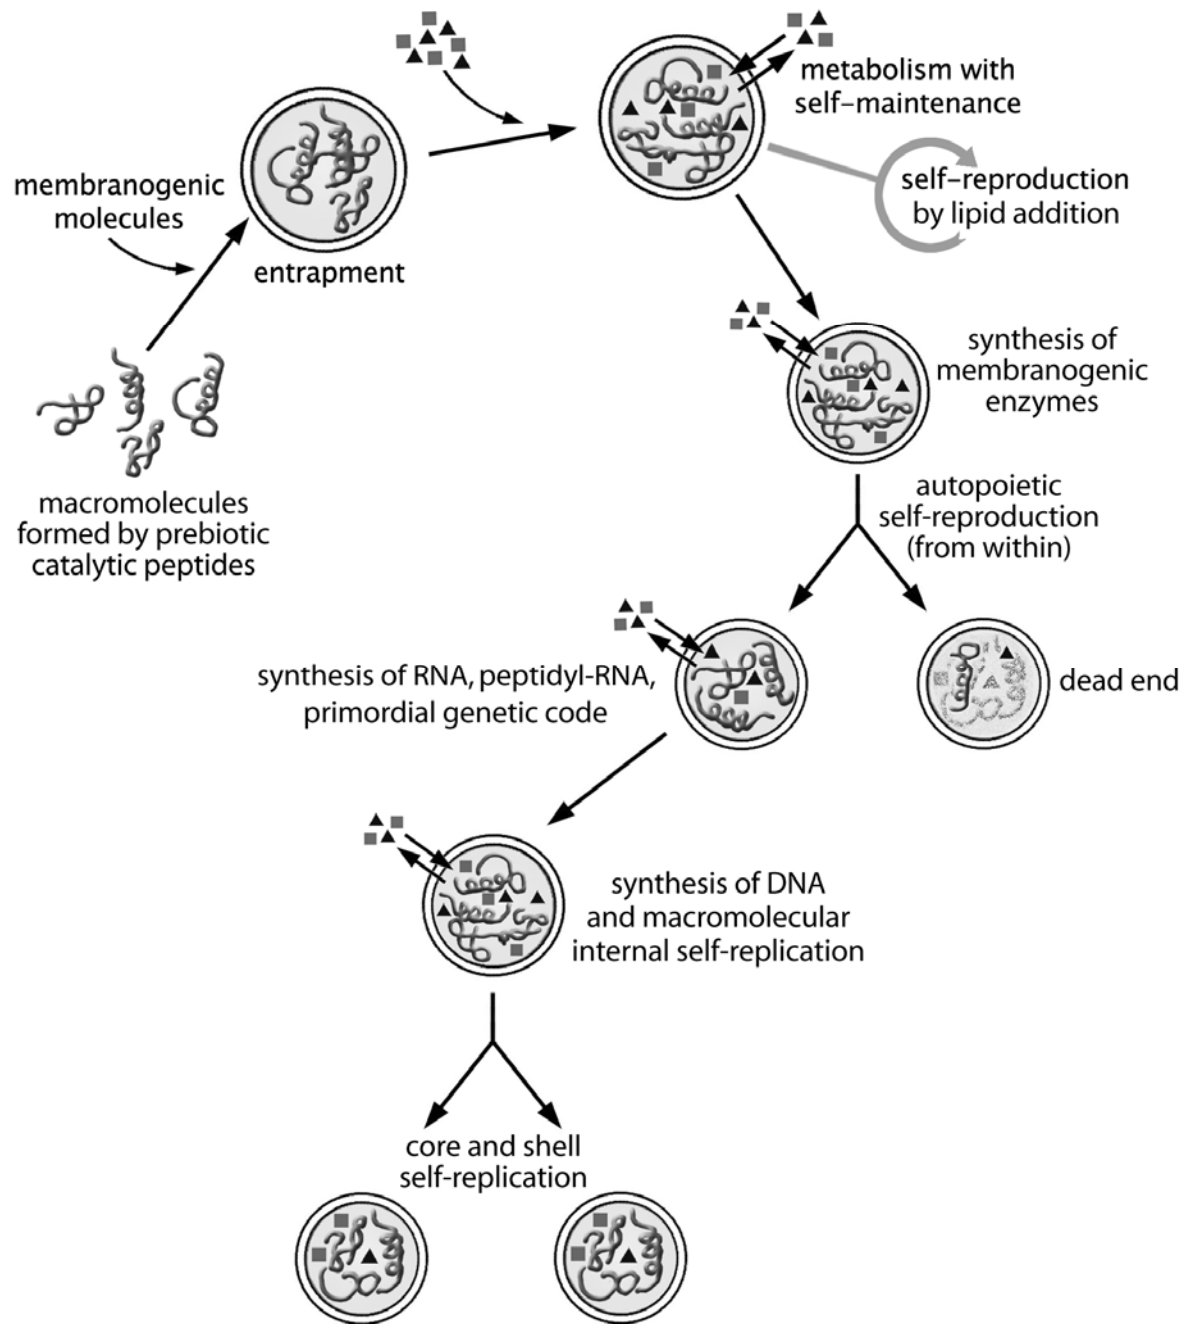 metabolism with
self-maintenance
membranogenic
molecules
self-reproduction
by lipid addition
entrapment
synthesis of
membranogenic
enzymes
macromolecules
formed by prebiotic
catalytic peptides
autopoietic
self-reproduction
(from within)
synthesis of RNA, peptidyl-RNA,
primordial genetic code
dead end
synthesis of DNA
and macromolecular
internal self-replication
core and shell
self-replication